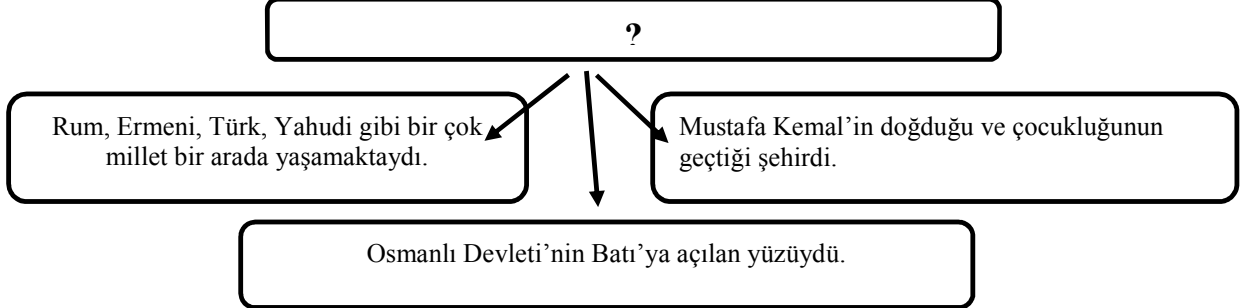 ?
Rum, Ermeni, Türk, Yahudi gibi bir çok
millet bir arada yaşamaktaydı.
Mustafa Kemal’in doğduğu ve çocukluğunun
geçtiği şehirdi.
Osmanlı Devleti’nin Batı’ya açılan yüzüydü.